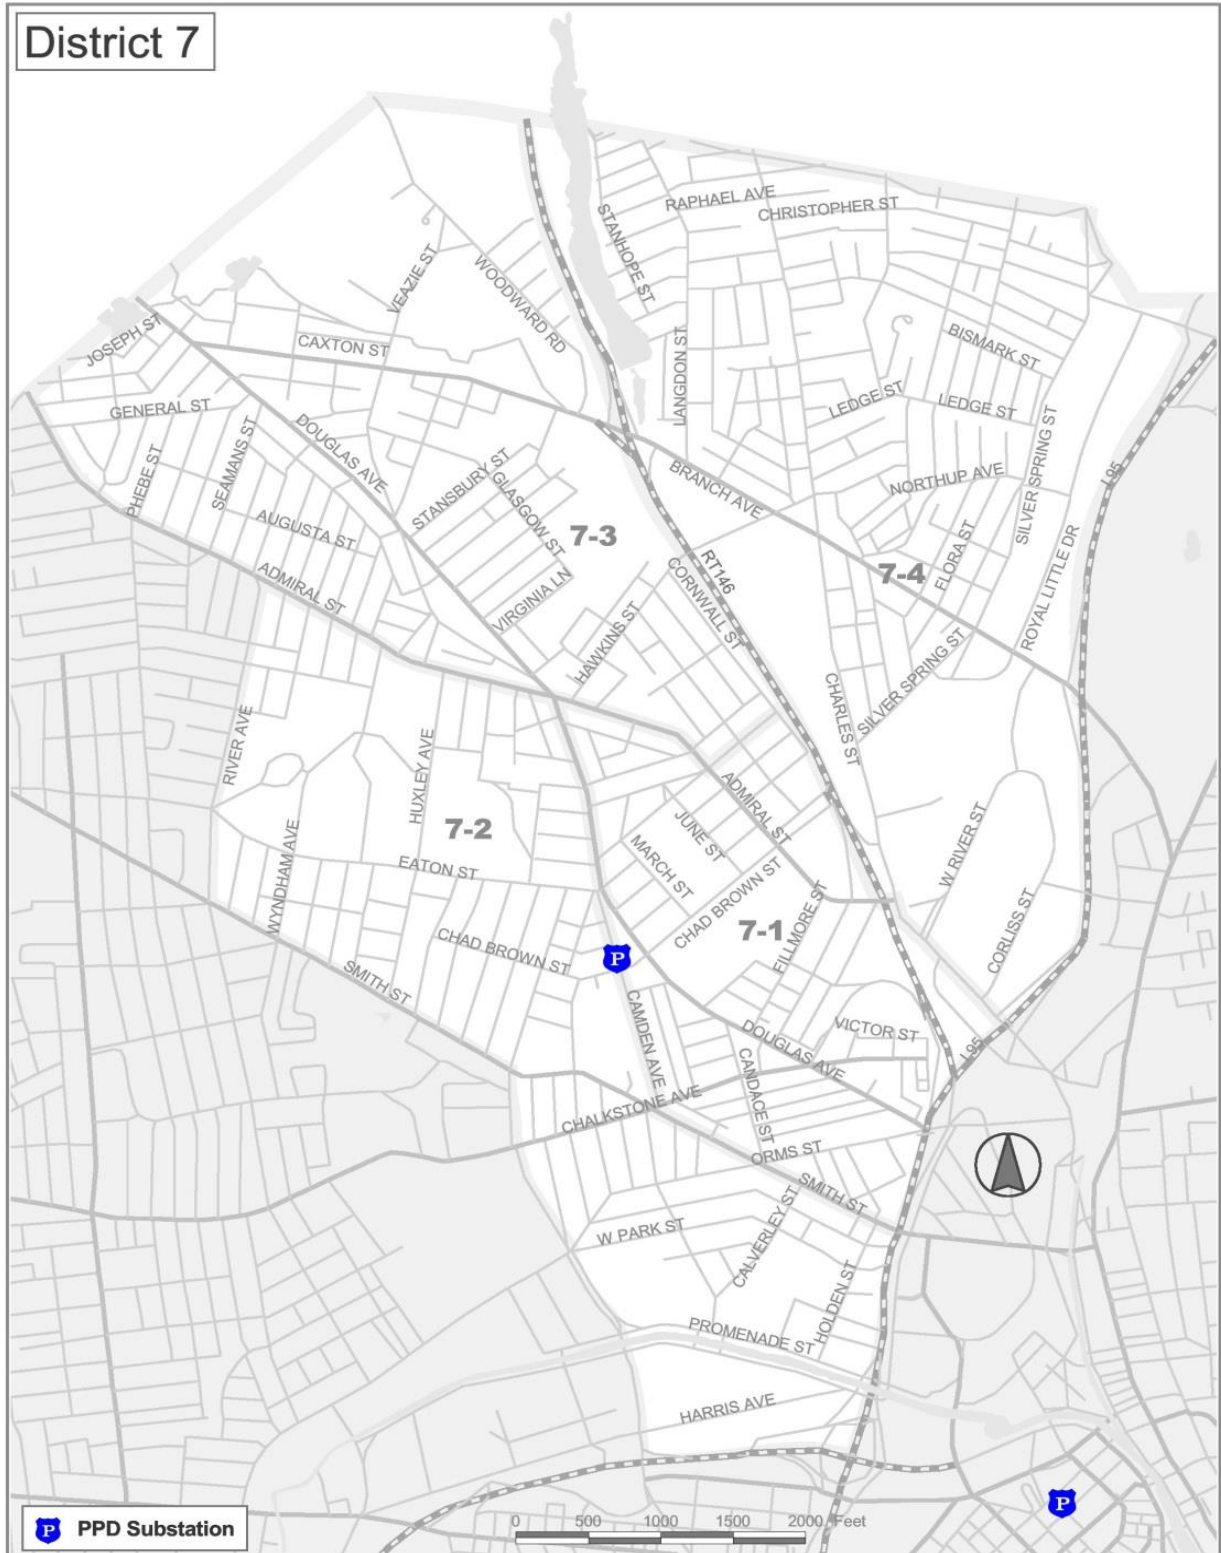 District 7
RAPHAEL AVE
CHRISTOPHER ST
STANHOPE ST
VEAZIE ST
WOODWARD RD
JOSEPH ST
CAXTON ST
LANGDON ST
BISMARK ST
LEDGE ST
LEDGE ST
GENERAL ST
DOUGLAS AVE
SEAMANS ST
PHEBE ST
STANSBURY ST
GLASGOW ST
BRANCH AVE
NORTHUP AVE
SILVER SPRING ST
I.95
AUGUSTA ST
7-3
7-4
FLORA ST
ADMIRAL ST
VIRGINIA LN
RT146
CORNWALL ST
HAWKINS ST
ROYAL LITTLE DR
SILVER SPRING ST
CHARLES ST
RIVER AVE
HUXLEY AVE
ADMIRAL ST
7-2
JUNE ST
MARCH ST
W RIVER ST
WYNDHAM AVE
EATON ST
CHAD BROWN ST
7-1
FILLMORE ST
CORLISS ST
CHAD BROWN ST
P
SMITH ST
CAMDEN AVE
VICTOR ST
DOUGLAS AVE
I.95
CANDACE ST
CHALKSTONE AVE
ORMS ST
SMITH ST
W PARK ST
CALVERLEY ST
HOLDEN ST
PROMENADE ST
HARRIS AVE
P
P PPD Substation
0 500 1000 1500 2000 Feet